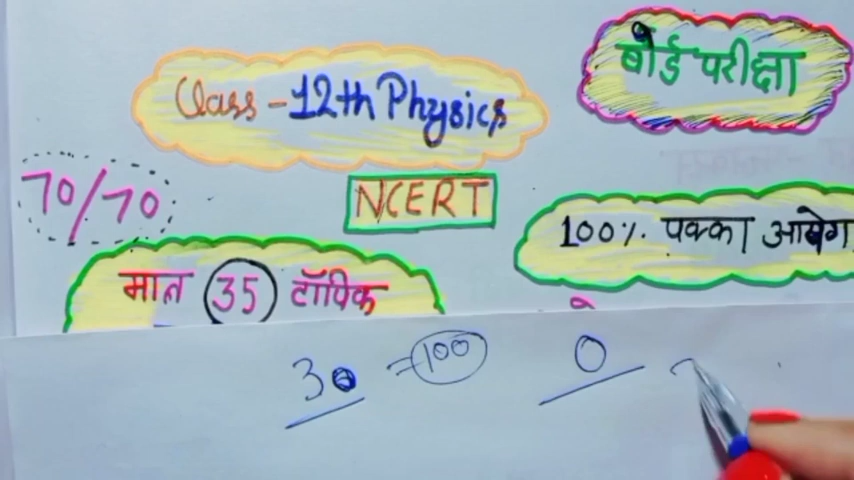 बोर्ड परीक्षा
Class - 12th Physics
70/70
NCERT
100% पक्का आयेगा
मात्र 35 टॉपिक
30 = 100 0